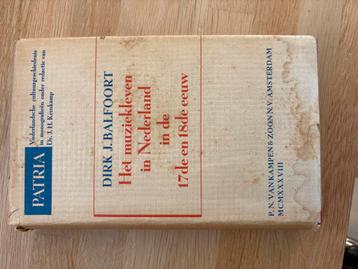 PATRIA
Nederlandsche cultuurgeschiedenis
in monografieën onder redactie van
Dr. J. H. Kernkamp
DIRK J. BALFOORT
Het muziekleven
in Nederland
in de
17de en 18de eeuw
P. N. VAN KAMPEN & ZOON N.V. AMSTERDAM
MCMXXXVIII